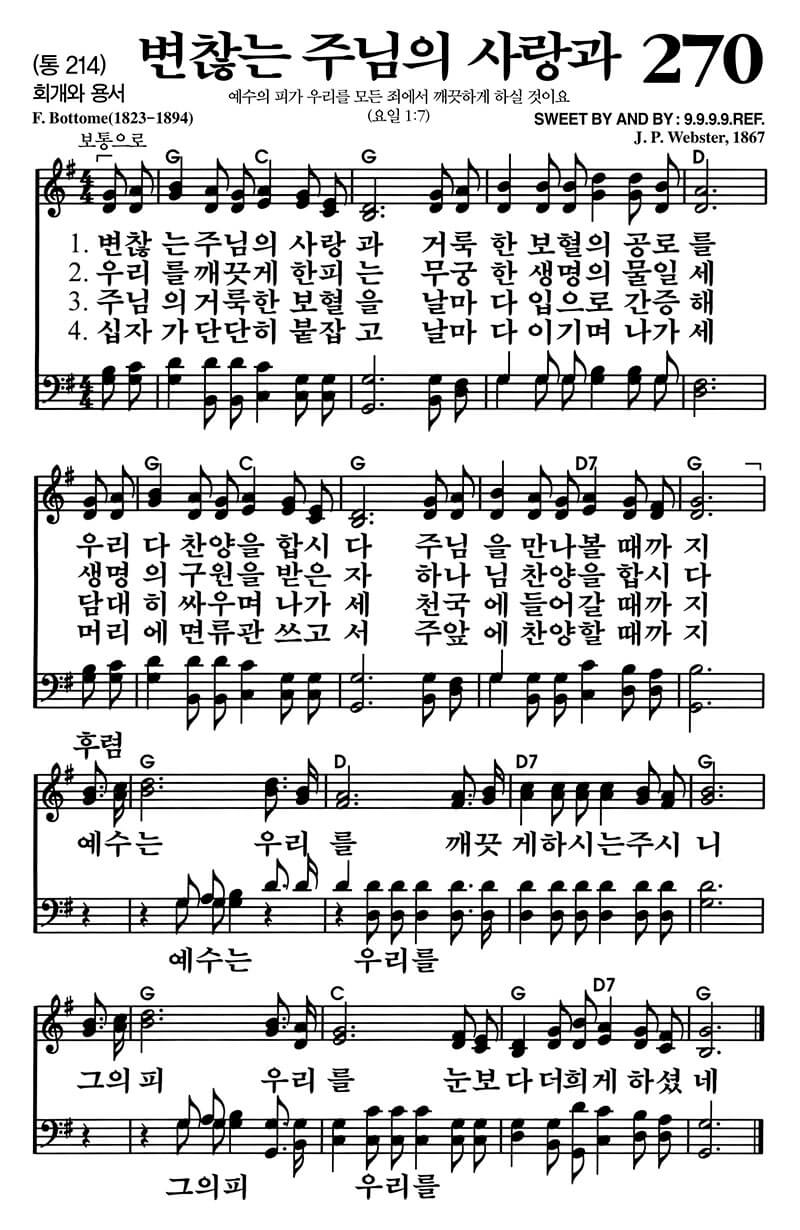 (통 214) 변찮는 주님의 사랑과 270
회개와 용서
예수의 피가 우리를 모든 죄에서 깨끗하게 하실 것이요
F. Bottome(1823-1894) (요일 1:7) SWEET BY AND BY : 9.9.9.9.REF.
보통으로 J. P. Webster, 1867
G C G D
1. 변찮 는주님의 사랑 과 거룩 한 보혈의 공로 를
2. 우리 를깨끗게 한피 는 무궁 한 생명의 물일 세
3. 주님 의거룩한 보혈 을 날마 다 입으로 간증 해
4. 십자 가단단히 붙잡 고 날마 다 이기며 나가 세
G C G D7 G
우리 다 찬양을 합시 다 주님 을 만나볼 때까 지
생명 의 구원을 받은 자 하나 님 찬양을 합시 다
담대 히 싸우며 나가 세 천국 에 들어갈 때까 지
머리 에 면류관 쓰고 서 주앞 에 찬양할 때까 지
후렴
G D D7 G
예수는 우리 를 깨끗 게하시는주시 니
예수는 우리를
G C G D7 G
그의피 우리 를 눈보 다 더희게 하셨 네
그의피 우리를